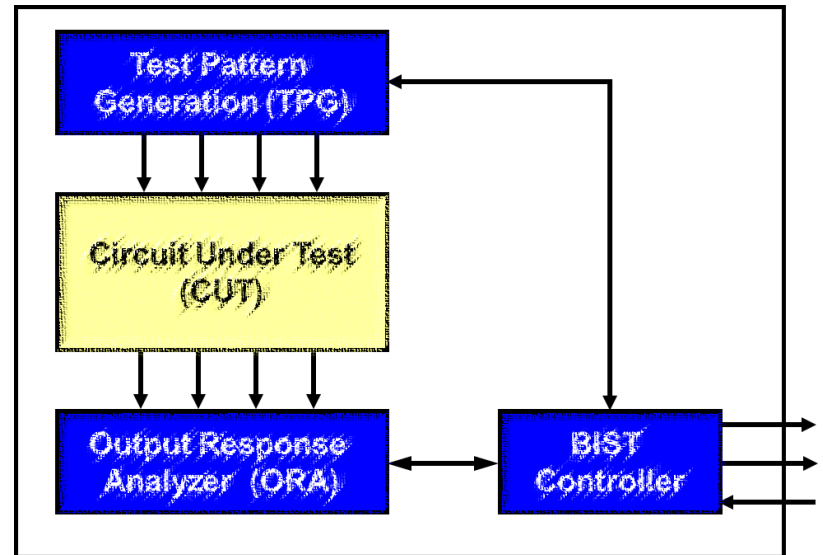 Test Pattern
Generation (TPG)
Circuit Under Test
(CUT)
Output Response
Analyzer (ORA)
BIST
Controller